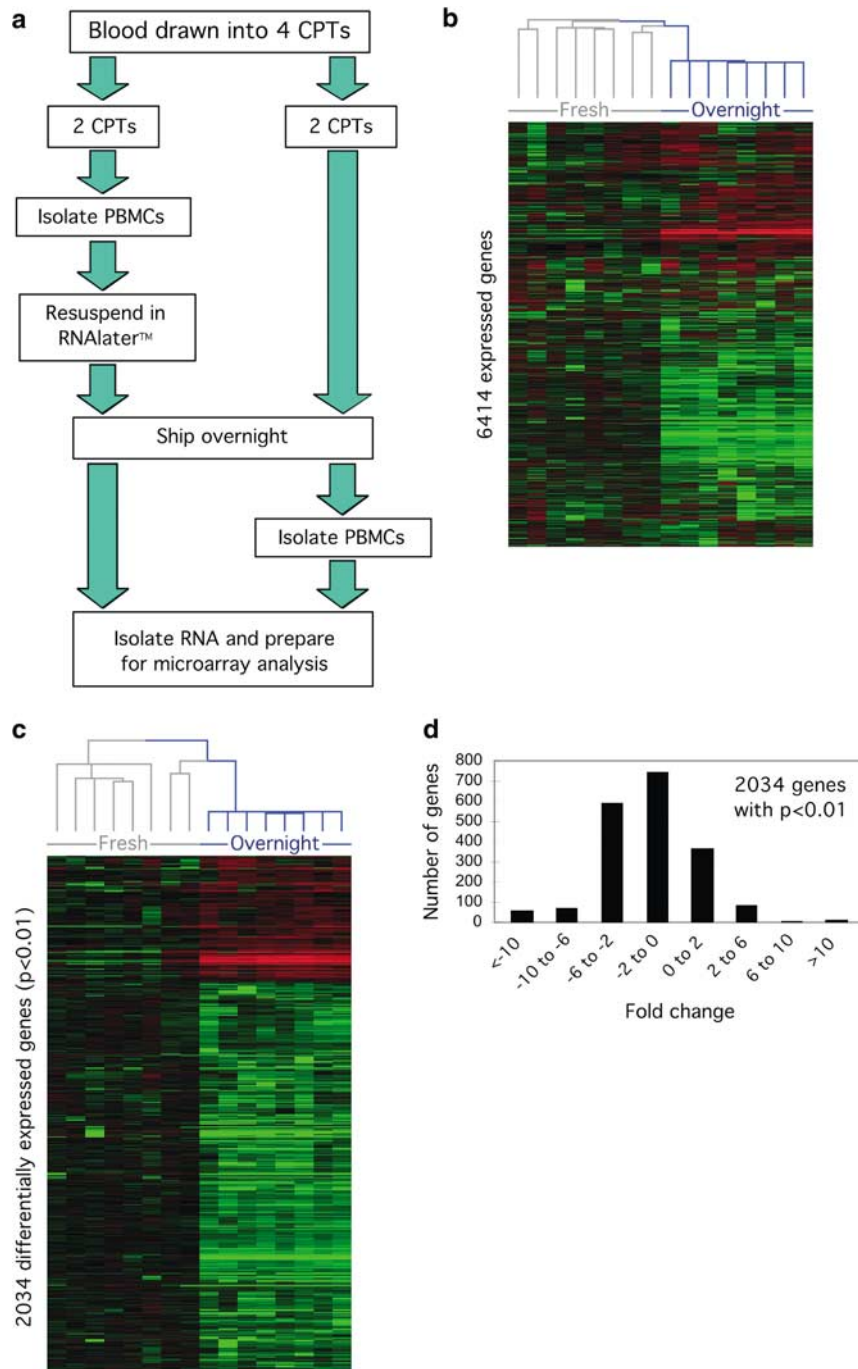 a
Blood drawn into 4 CPTs
2 CPTs
2 CPTs
Isolate PBMCs
Resuspend in
RNAlater™
Ship overnight
Isolate PBMCs
Isolate RNA and prepare
for microarray analysis
b
Fresh
Overnight
6414 expressed genes
c
Fresh
Overnight
2034 differentially expressed genes (p<0.01)
d
800
700
600
500
400
300
200
100
0
Number of genes
2034 genes
with p<0.01
<-10
-10 to -6
-6 to -2
-2 to 0
0 to 2
2 to 6
6 to 10
>10
Fold change